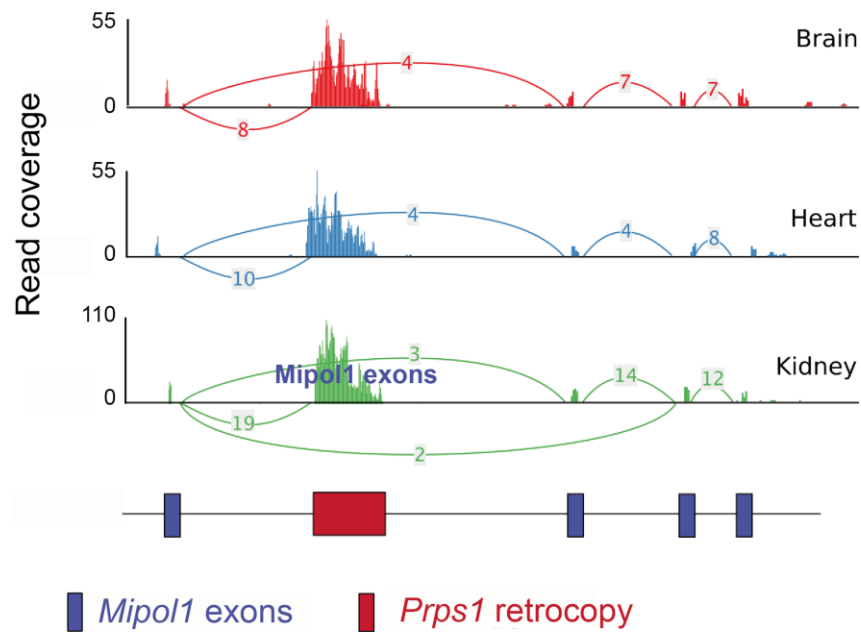 Read coverage
55
0
Brain
4
8
7
7
55
0
Heart
4
10
4
8
110
0
Kidney
3
Mipol1 exons
19
14
12
2
Mipol1 exons
Prps1 retrocopy